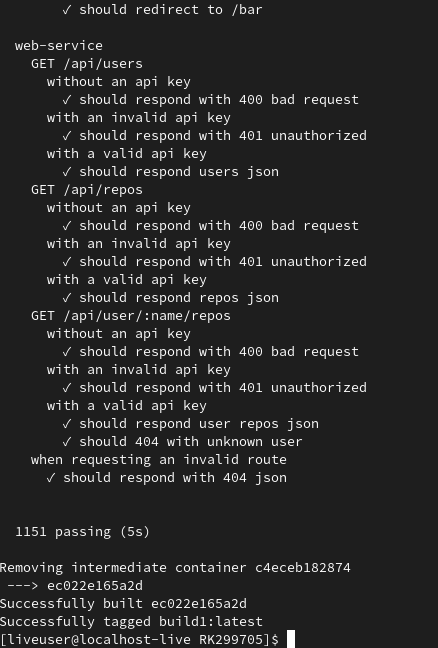 ✓ should redirect to /bar
web-service
GET /api/users
without an api key
✓ should respond with 400 bad request
with an invalid api key
✓ should respond with 401 unauthorized
with a valid api key
✓ should respond users json
GET /api/repos
without an api key
✓ should respond with 400 bad request
with an invalid api key
✓ should respond with 401 unauthorized
with a valid api key
✓ should respond repos json
GET /api/user/:name/repos
without an api key
✓ should respond with 400 bad request
with an invalid api key
✓ should respond with 401 unauthorized
with a valid api key
✓ should respond user repos json
✓ should 404 with unknown user
when requesting an invalid route
✓ should respond with 404 json
1151 passing (5s)
Removing intermediate container c4eceb182874
---> ec022e165a2d
Successfully built ec022e165a2d
Successfully tagged build1:latest
[liveuser@localhost-live RK299705]$